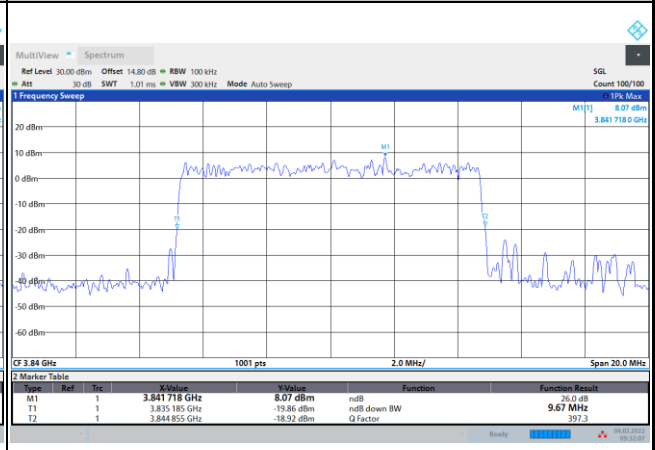 MultiView Spectrum
Ref Level 30.00 dBm Offset 14.80 dB RBW 100 kHz SGL
Att 30 dB SWT 1.01 ms VBW 300 kHz Mode Auto Sweep Count 100/100
1 Frequency Sweep 1Pk Max
M1[1] 8.07 dBm
3.841 718 0 GHz
20 dBm
M1
10 dBm
0 dBm
-10 dBm
T1 T2
-20 dBm
-30 dBm
-40 dBm
-50 dBm
-60 dBm
CF 3.84 GHz 1001 pts 2.0 MHz/ Span 20.0 MHz
2 Marker Table
Type Ref Trc X-Value Y-Value Function Function Result
M1 1 3.841 718 GHz 8.07 dBm ndB 26.0 dB
T1 1 3.835 185 GHz -19.86 dBm ndB down BW 9.67 MHz
T2 1 3.844 855 GHz -18.92 dBm Q Factor 397.3
Ready 04.02.2022
09:32:07